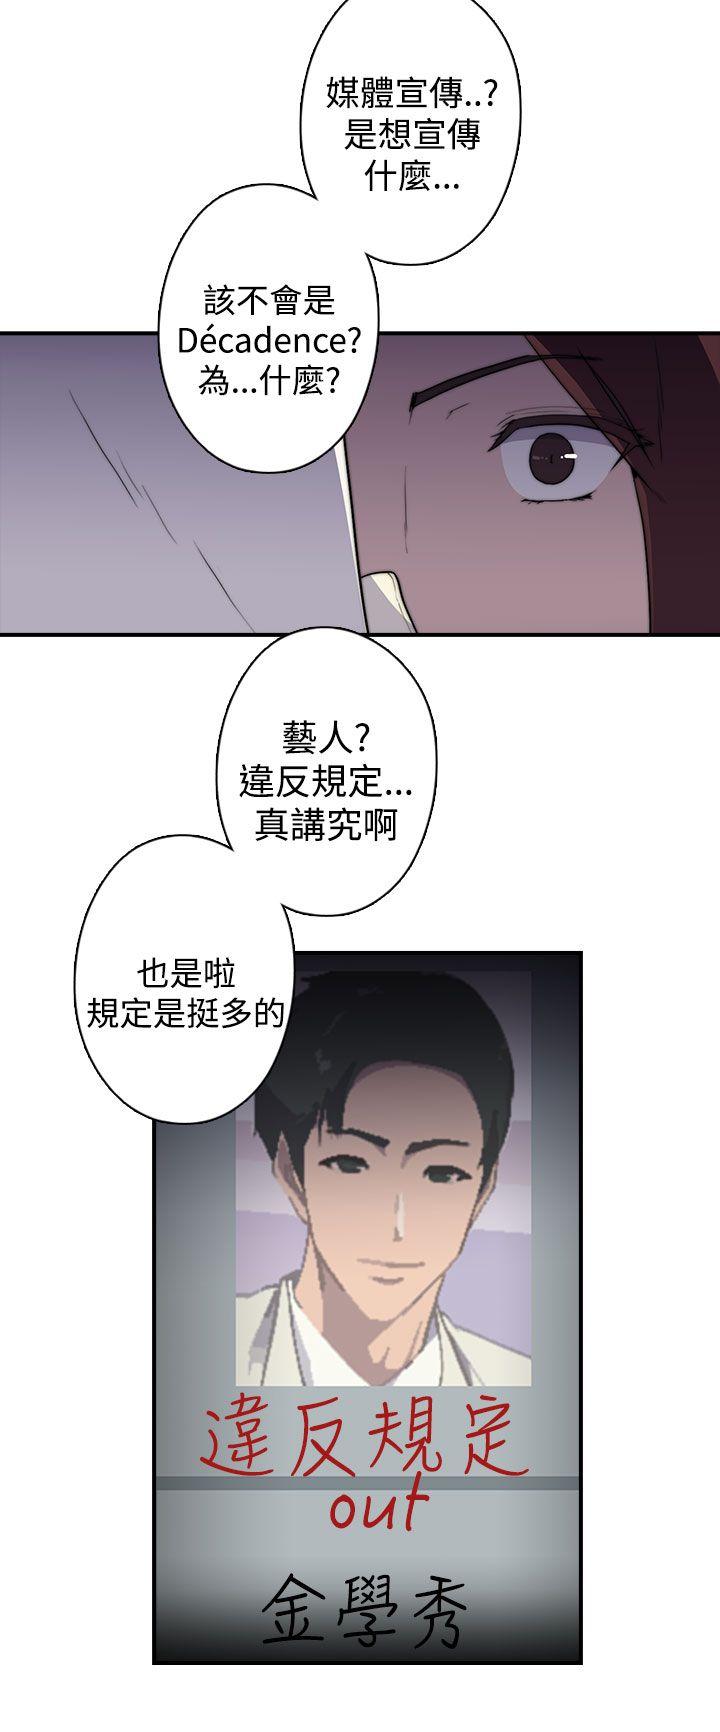 媒體宣傳..?
是想宣傳
什麼...
該不會是
Décadence?
為...什麼?
藝人?
違反規定...
真講究啊
也是啦
規定是挺多的
違反規定
out
金學秀